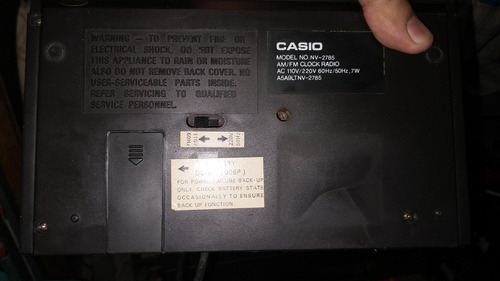 WARNING — TO PREVENT FIRE OR
ELECTRICAL SHOCK, DO NOT EXPOSE
THIS APPLIANCE TO RAIN OR MOISTURE
ALSO DO NOT REMOVE BACK COVER. NO
USER-SERVICEABLE PARTS INSIDE.
REFER SERVICING TO QUALIFIED
SERVICE PERSONNEL.
CASIO
MODEL NO. NV-2785
AM/FM CLOCK RADIO
AC 110V/220V 60Hz/50Hz, 7W
A5A9LTNV-2785
220V
FOR POWER FAILURE BACK-UP
ONLY. CHECK BATTERY STATE
OCCASIONALLY TO ENSURE
BACK UP FUNCTION.